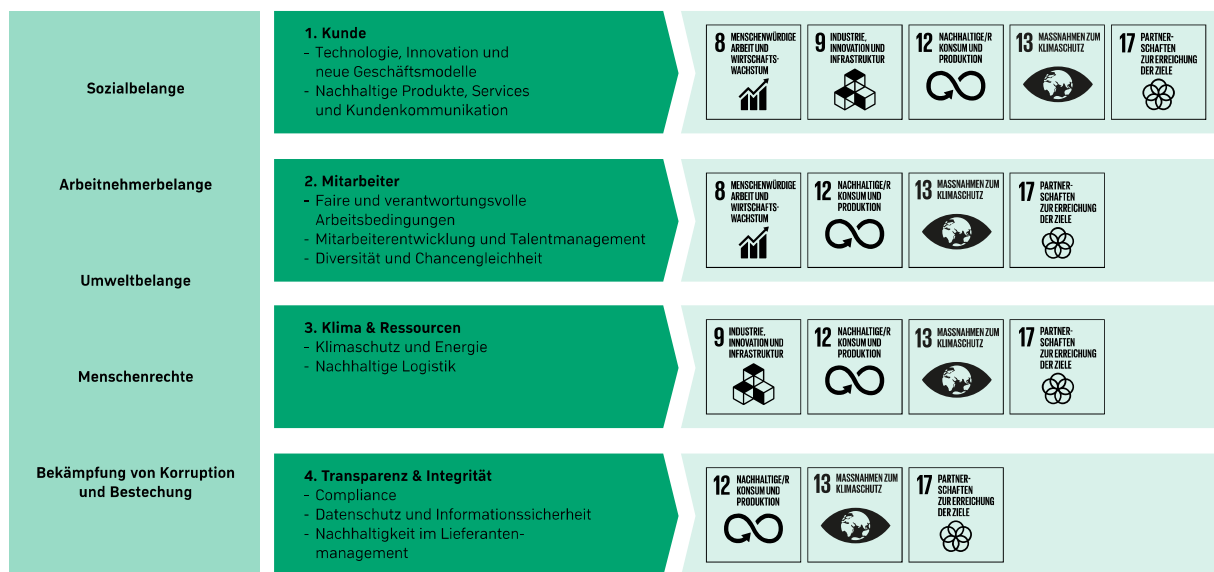 Sozialbelange
Arbeitnehmerbelange
Umweltbelange
Menschenrechte
Bekämpfung von Korruption
und Bestechung
1. Kunde
- Technologie, Innovation und
neue Geschäftsmodelle
- Nachhaltige Produkte, Services
und Kundenkommunikation
8 MENSCHENWÜRDIGE
ARBEIT UND
WIRTSCHAFTS-
WACHSTUM
9 INDUSTRIE,
INNOVATION UND
INFRASTRUKTUR
12 NACHHALTIGE/R
KONSUM UND
PRODUKTION
13 MASSNAHMEN ZUM
KLIMASCHUTZ
17 PARTNER-
SCHAFTEN
ZUR ERREICHUNG
DER ZIELE
2. Mitarbeiter
- Faire und verantwortungsvolle
Arbeitsbedingungen
- Mitarbeiterentwicklung und Talentmanagement
- Diversität und Chancengleichheit
8 MENSCHENWÜRDIGE
ARBEIT UND
WIRTSCHAFTS-
WACHSTUM
12 NACHHALTIGE/R
KONSUM UND
PRODUKTION
13 MASSNAHMEN ZUM
KLIMASCHUTZ
17 PARTNER-
SCHAFTEN
ZUR ERREICHUNG
DER ZIELE
3. Klima & Ressourcen
- Klimaschutz und Energie
- Nachhaltige Logistik
9 INDUSTRIE,
INNOVATION UND
INFRASTRUKTUR
12 NACHHALTIGE/R
KONSUM UND
PRODUKTION
13 MASSNAHMEN ZUM
KLIMASCHUTZ
17 PARTNER-
SCHAFTEN
ZUR ERREICHUNG
DER ZIELE
4. Transparenz & Integrität
- Compliance
- Datenschutz und Informationssicherheit
- Nachhaltigkeit im Lieferanten-
management
12 NACHHALTIGE/R
KONSUM UND
PRODUKTION
13 MASSNAHMEN ZUM
KLIMASCHUTZ
17 PARTNER-
SCHAFTEN
ZUR ERREICHUNG
DER ZIELE